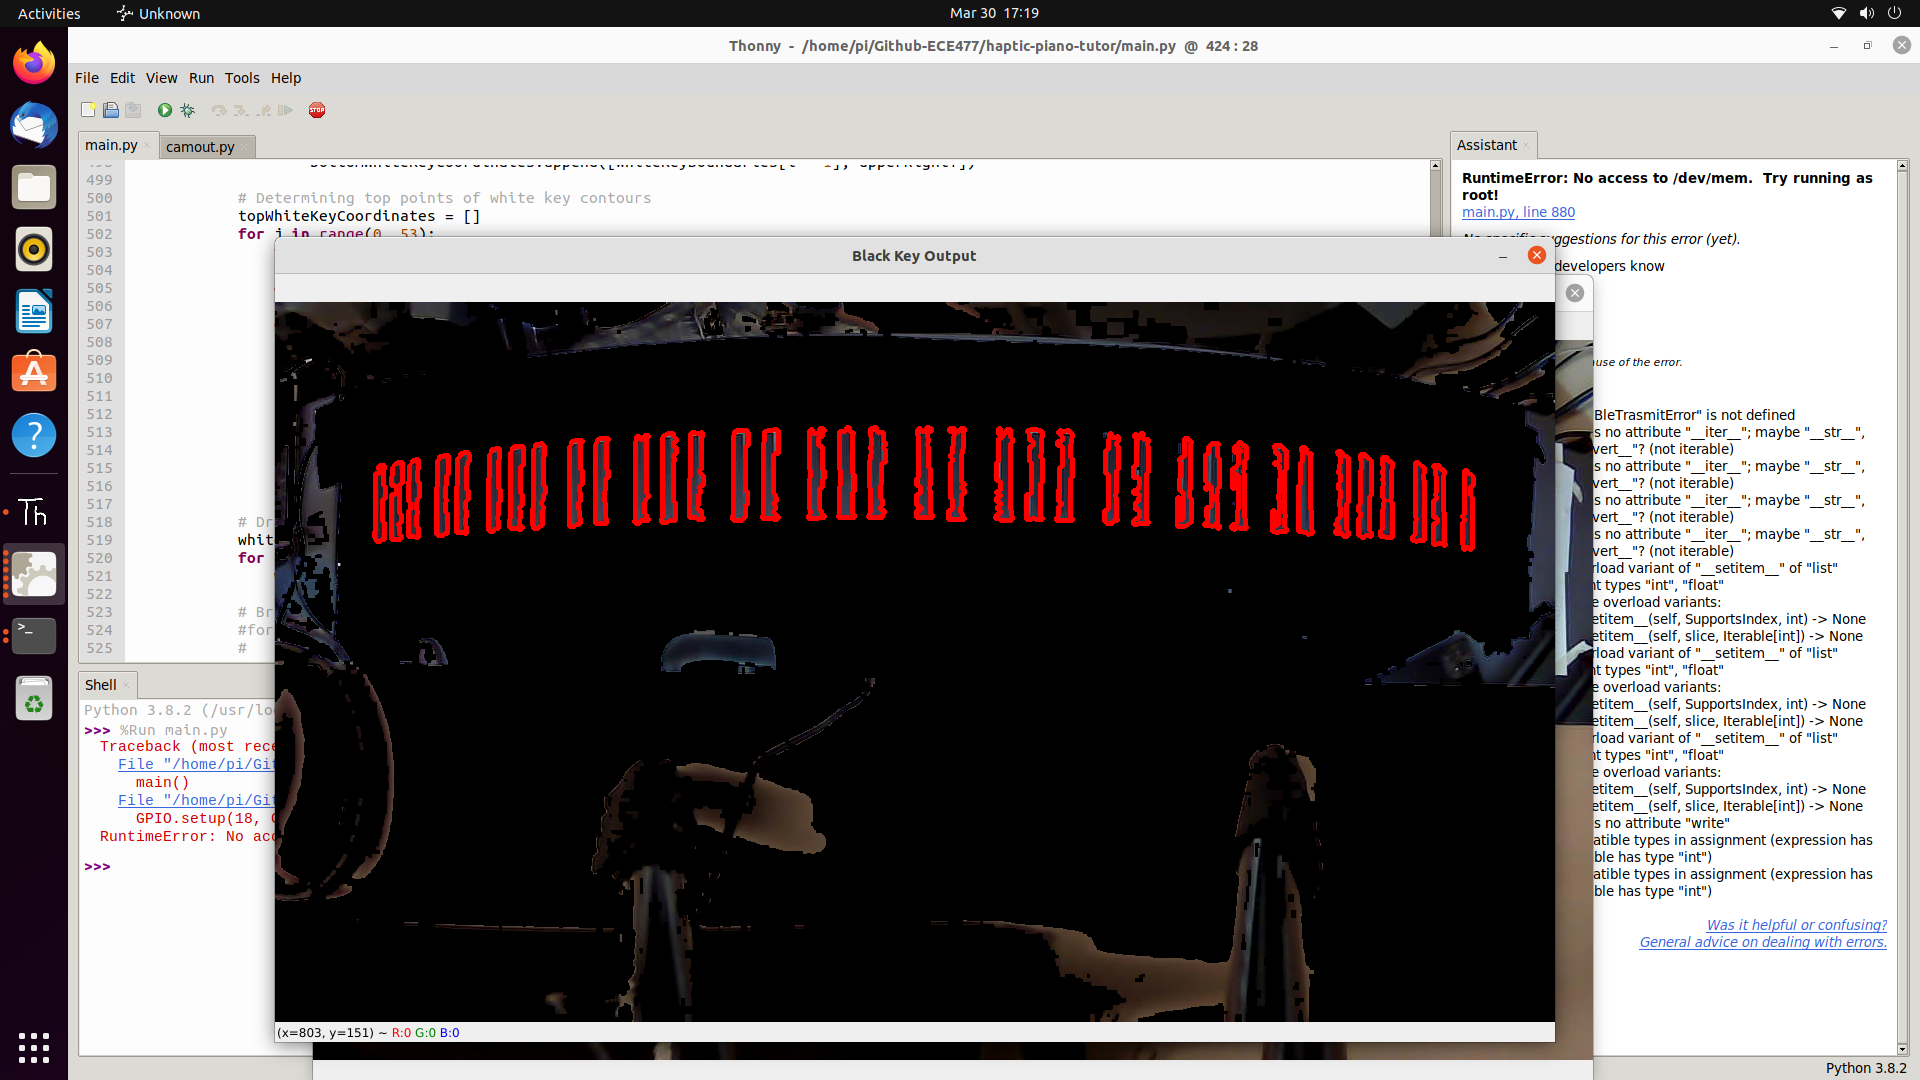 Activities
Unknown
Mar 30 17:19
Thonny - /home/pi/Github-ECE477/haptic-piano-tutor/main.py @ 424 : 28
File Edit View Run Tools Help
STOP
main.py
camout.py
499
500 # Determining top points of white key contours
501 topWhiteKeyCoordinates = []
502 for i in range(0, 53):
503
504
505
506
507
508
509
510
511
512
513
514
515
516
517
518 # Dr
519 whit
520 for
521
522
523 # Br
524 #for
525 #
Shell
Python 3.8.2 (/usr/lo
>>> %Run main.py
Traceback (most rece
File "/home/pi/Git
main()
File "/home/pi/Git
GPIO.setup(18,
RuntimeError: No acc
>>>
Black Key Output
(x=803, y=151) ~ R:0 G:0 B:0
Assistant
RuntimeError: No access to /dev/mem. Try running as
root!
main.py, line 880
No specific suggestions for this error (yet).
developers know
use of the error.
BleTrasmitError" is not defined
s no attribute "__iter__"; maybe "__str__",
vert__"? (not iterable)
s no attribute "__iter__"; maybe "__str__",
vert__"? (not iterable)
s no attribute "__iter__"; maybe "__str__",
vert__"? (not iterable)
s no attribute "__iter__"; maybe "__str__",
vert__"? (not iterable)
rload variant of "__setitem__" of "list"
nt types "int", "float"
e overload variants:
etitem__(self, SupportsIndex, int) -> None
etitem__(self, slice, Iterable[int]) -> None
rload variant of "__setitem__" of "list"
nt types "int", "float"
e overload variants:
etitem__(self, SupportsIndex, int) -> None
etitem__(self, slice, Iterable[int]) -> None
rload variant of "__setitem__" of "list"
nt types "int", "float"
e overload variants:
etitem__(self, SupportsIndex, int) -> None
etitem__(self, slice, Iterable[int]) -> None
s no attribute "write"
atible types in assignment (expression has
ble has type "int")
atible types in assignment (expression has
ble has type "int")
Was it helpful or confusing?
General advice on dealing with errors.
Python 3.8.2